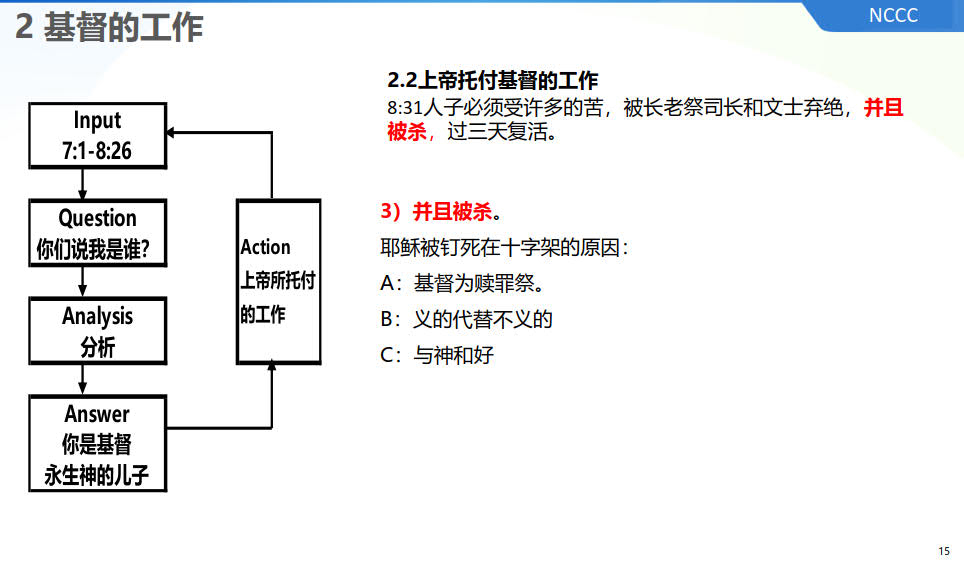 2 基督的工作
NCCC
Input
7:1-8:26
Question
你们说我是谁？
Analysis
分析
Answer
你是基督
永生神的儿子
Action
上帝所托付
的工作
2.2上帝托付基督的工作
8:31人子必须受许多的苦，被长老祭司长和文士弃绝，并且
被杀，过三天复活。
3）并且被杀。
耶稣被钉死在十字架的原因：
A：基督为赎罪祭。
B：义的代替不义的
C：与神和好
15